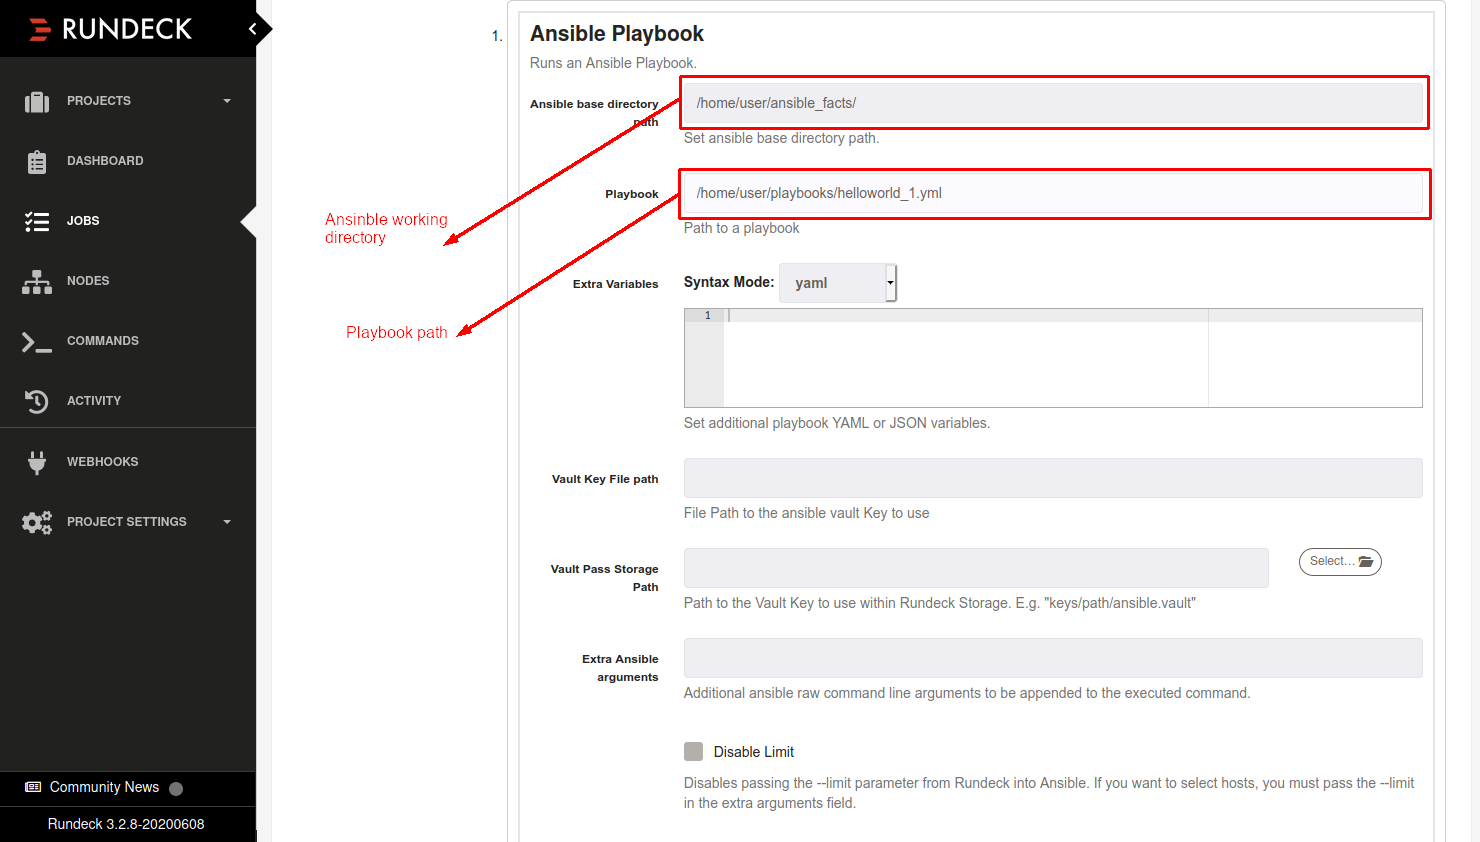 RUNDECK
PROJECTS
DASHBOARD
JOBS
NODES
COMMANDS
ACTIVITY
WEBHOOKS
PROJECT SETTINGS
Community News
Rundeck 3.2.8-20200608
1.
Ansible Playbook
Runs an Ansible Playbook.
Ansible base directory
path
/home/user/ansible_facts/
Set ansible base directory path.
Playbook
/home/user/playbooks/helloworld_1.yml
Path to a playbook
Ansinble working
directory
Playbook path
Extra Variables
Syntax Mode: yaml
1
Set additional playbook YAML or JSON variables.
Vault Key File path
File Path to the ansible vault Key to use
Vault Pass Storage
Path
Select...
Path to the Vault Key to use within Rundeck Storage. E.g. "keys/path/ansible.vault"
Extra Ansible
arguments
Additional ansible raw command line arguments to be appended to the executed command.
Disable Limit
Disables passing the --limit parameter from Rundeck into Ansible. If you want to select hosts, you must pass the --limit
in the extra arguments field.